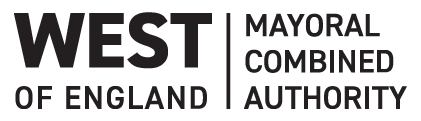 WEST
OF ENGLAND
MAYORAL
COMBINED
AUTHORITY